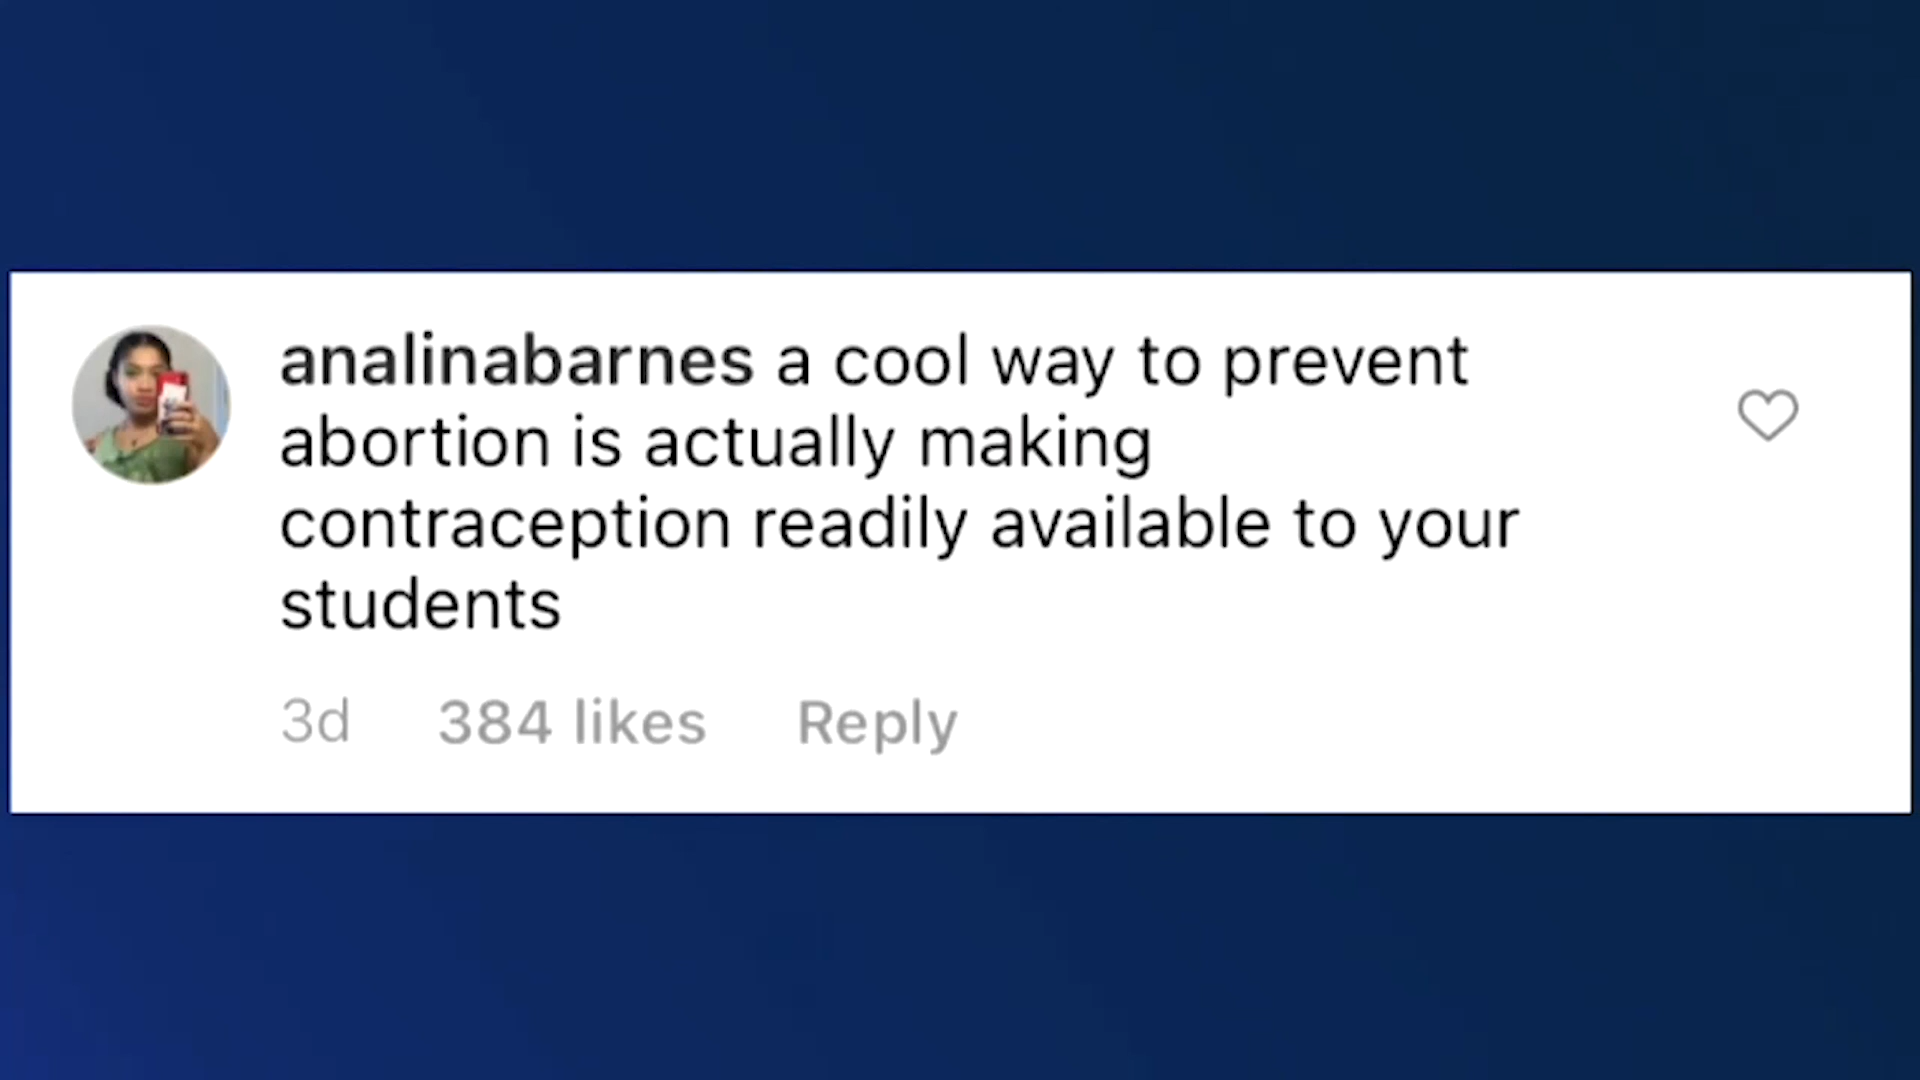 analinabarnes a cool way to prevent
abortion is actually making
contraception readily available to your
students
3d 384 likes Reply